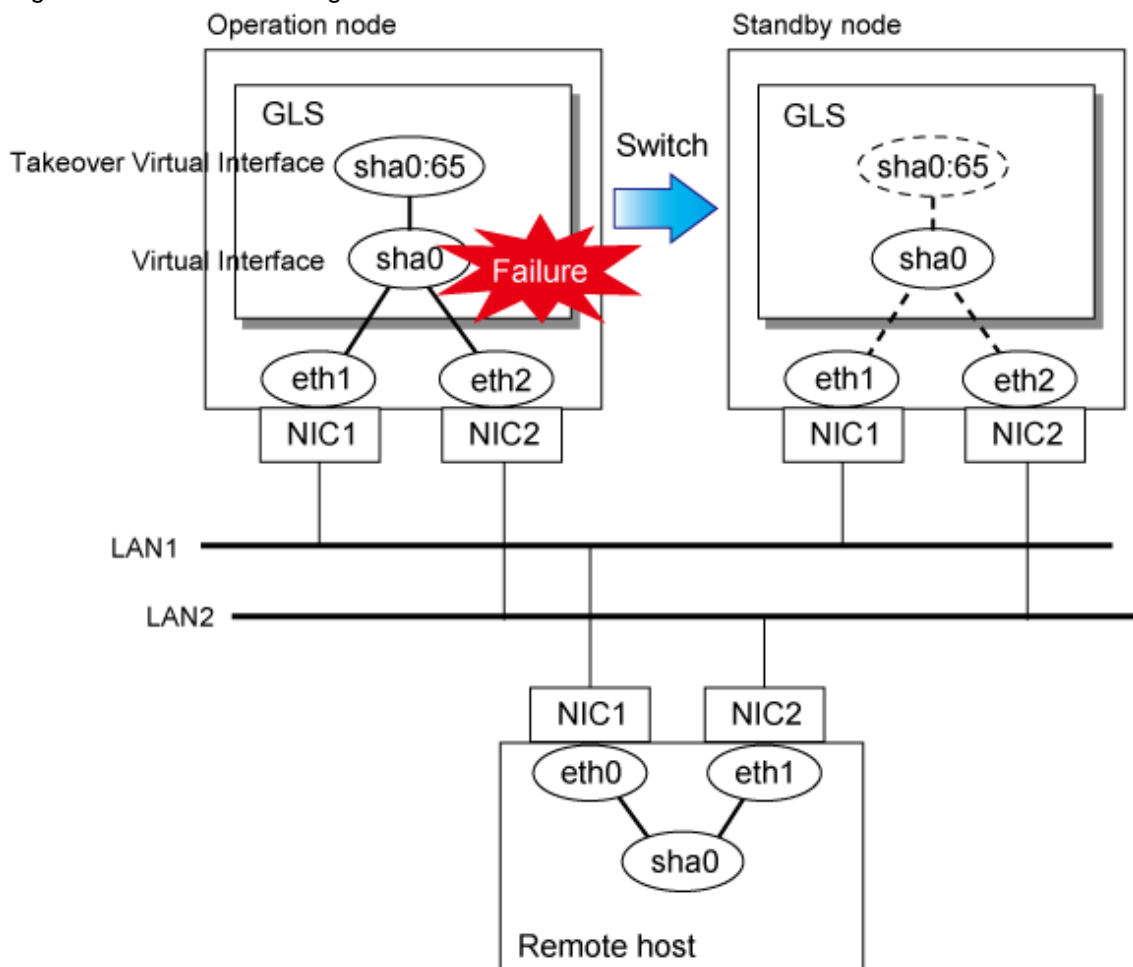 Operation node
Standby node
GLS
GLS
Switch
Takeover Virtual Interface
sha0:65
sha0:65
Virtual Interface
sha0
Failure
sha0
eth1
eth2
eth1
eth2
NIC1
NIC2
NIC1
NIC2
LAN1
LAN2
NIC1
NIC2
eth0
eth1
sha0
Remote host